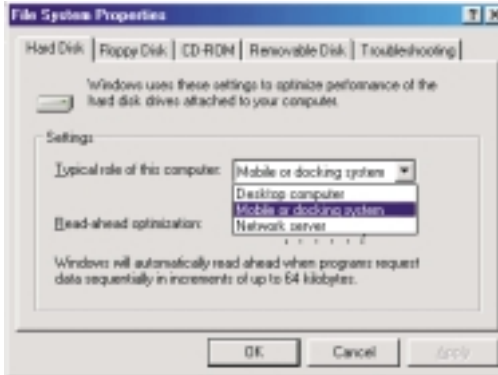 File System Properties
Hard Disk Floppy Disk CD-ROM Removable Disk Troubleshooting
Windows uses these settings to optimize performance of the
hard disk drives attached to your computer.
Settings
Typical role of this computer: Mobile or docking system
Desktop computer
Mobile or docking system
Network server
Read-ahead optimization:
Windows will automatically read ahead when programs request
data sequentially in increments of up to 64 kilobytes.
OK Cancel Apply